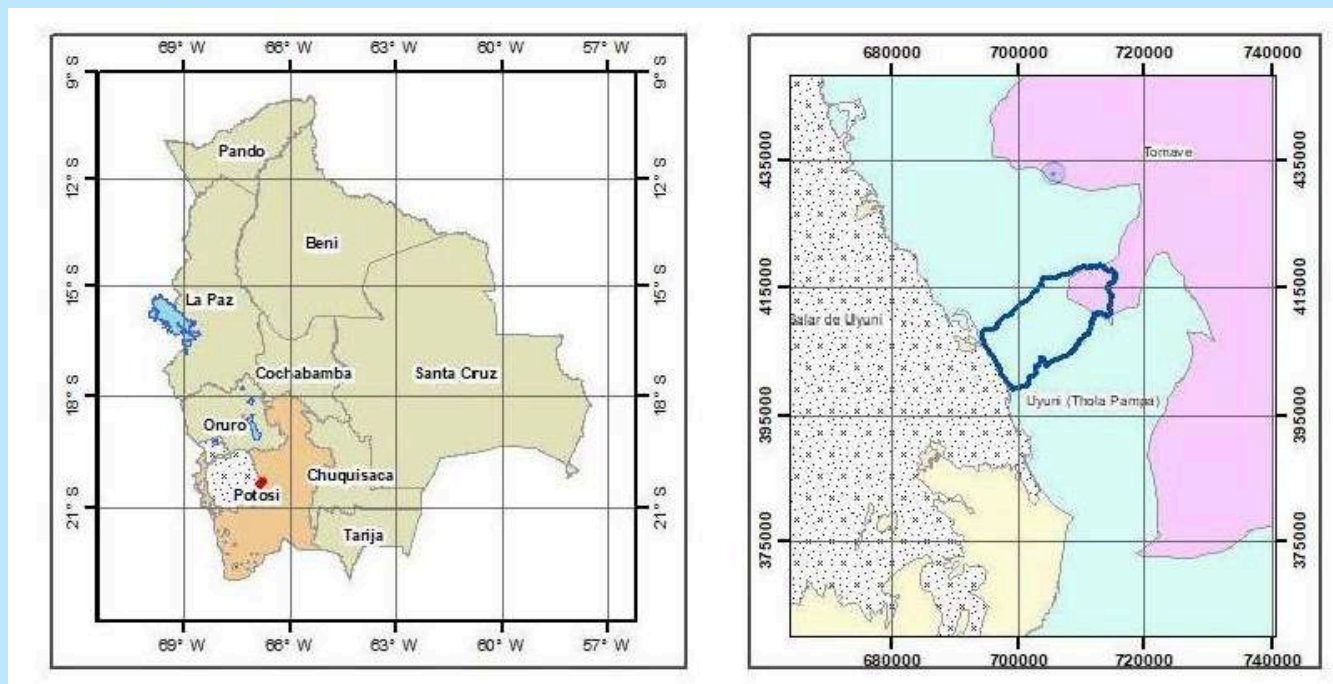 69° W 66° W 63° W 60° W 57° W
9° S 9° S
12° S 12° S
15° S 15° S
18° S 18° S
21° S 21° S
Pando
Beni
La Paz
Cochabamba
Santa Cruz
Oruro
Chuquisaca
Potosi
Tarija
69° W 66° W 63° W 60° W 57° W
680000 700000 720000 740000
435000 435000
Tomave
415000 415000
Salar de Uyuni
Uyuni (Thola Pampa)
395000 395000
375000 375000
680000 700000 720000 740000